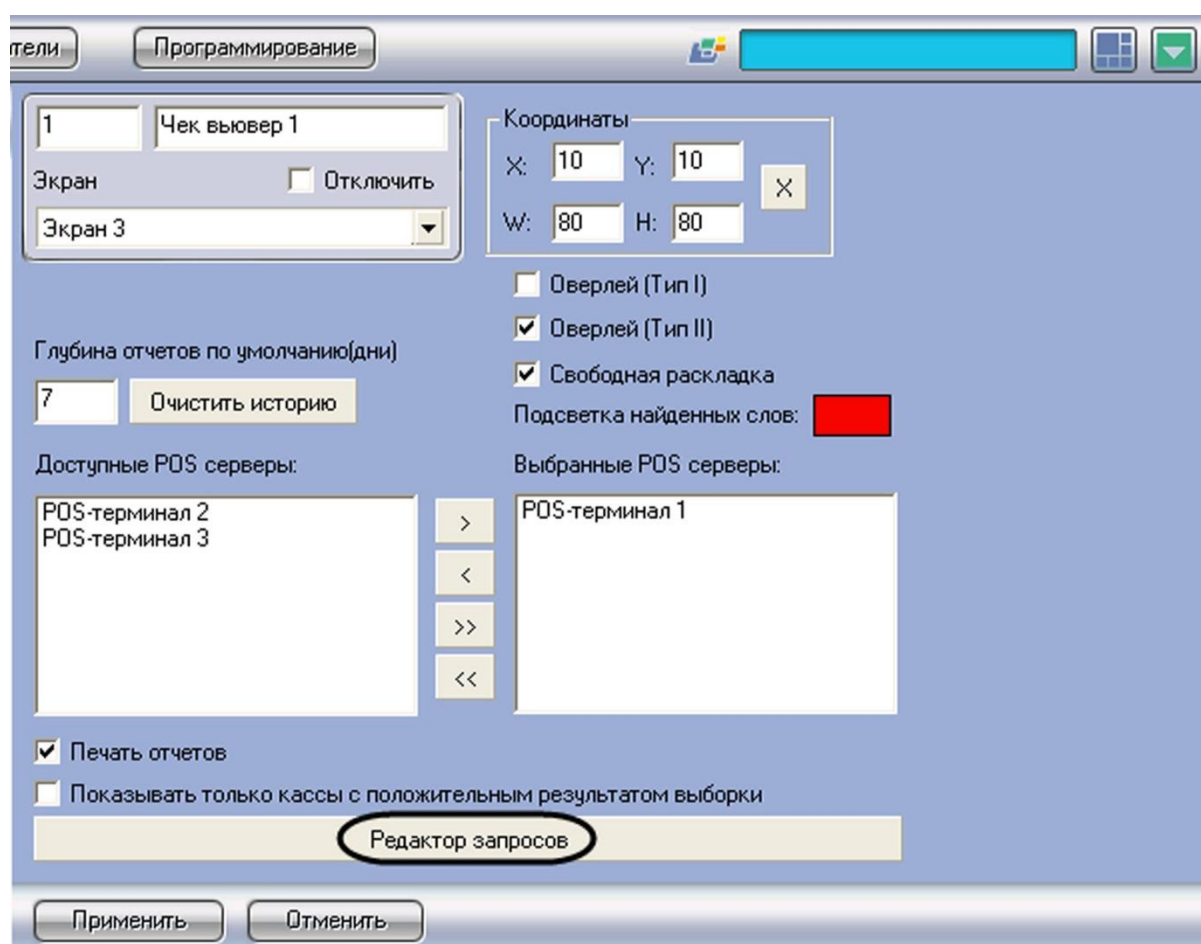 тели Программирование
1 Чек вьювер 1
Экран Отключить
Экран 3
Координаты
X: 10 Y: 10 X
W: 80 H: 80
Оверлей (Тип I)
Оверлей (Тип II)
Свободная раскладка
Подсветка найденных слов:
Глубина отчетов по умолчанию(дни)
7 Очистить историю
Доступные POS серверы:
POS-терминал 2
POS-терминал 3
>
<
>>
<<
Выбранные POS серверы:
POS-терминал 1
Печать отчетов
Показывать только кассы с положительным результатом выборки
Редактор запросов
Применить Отменить